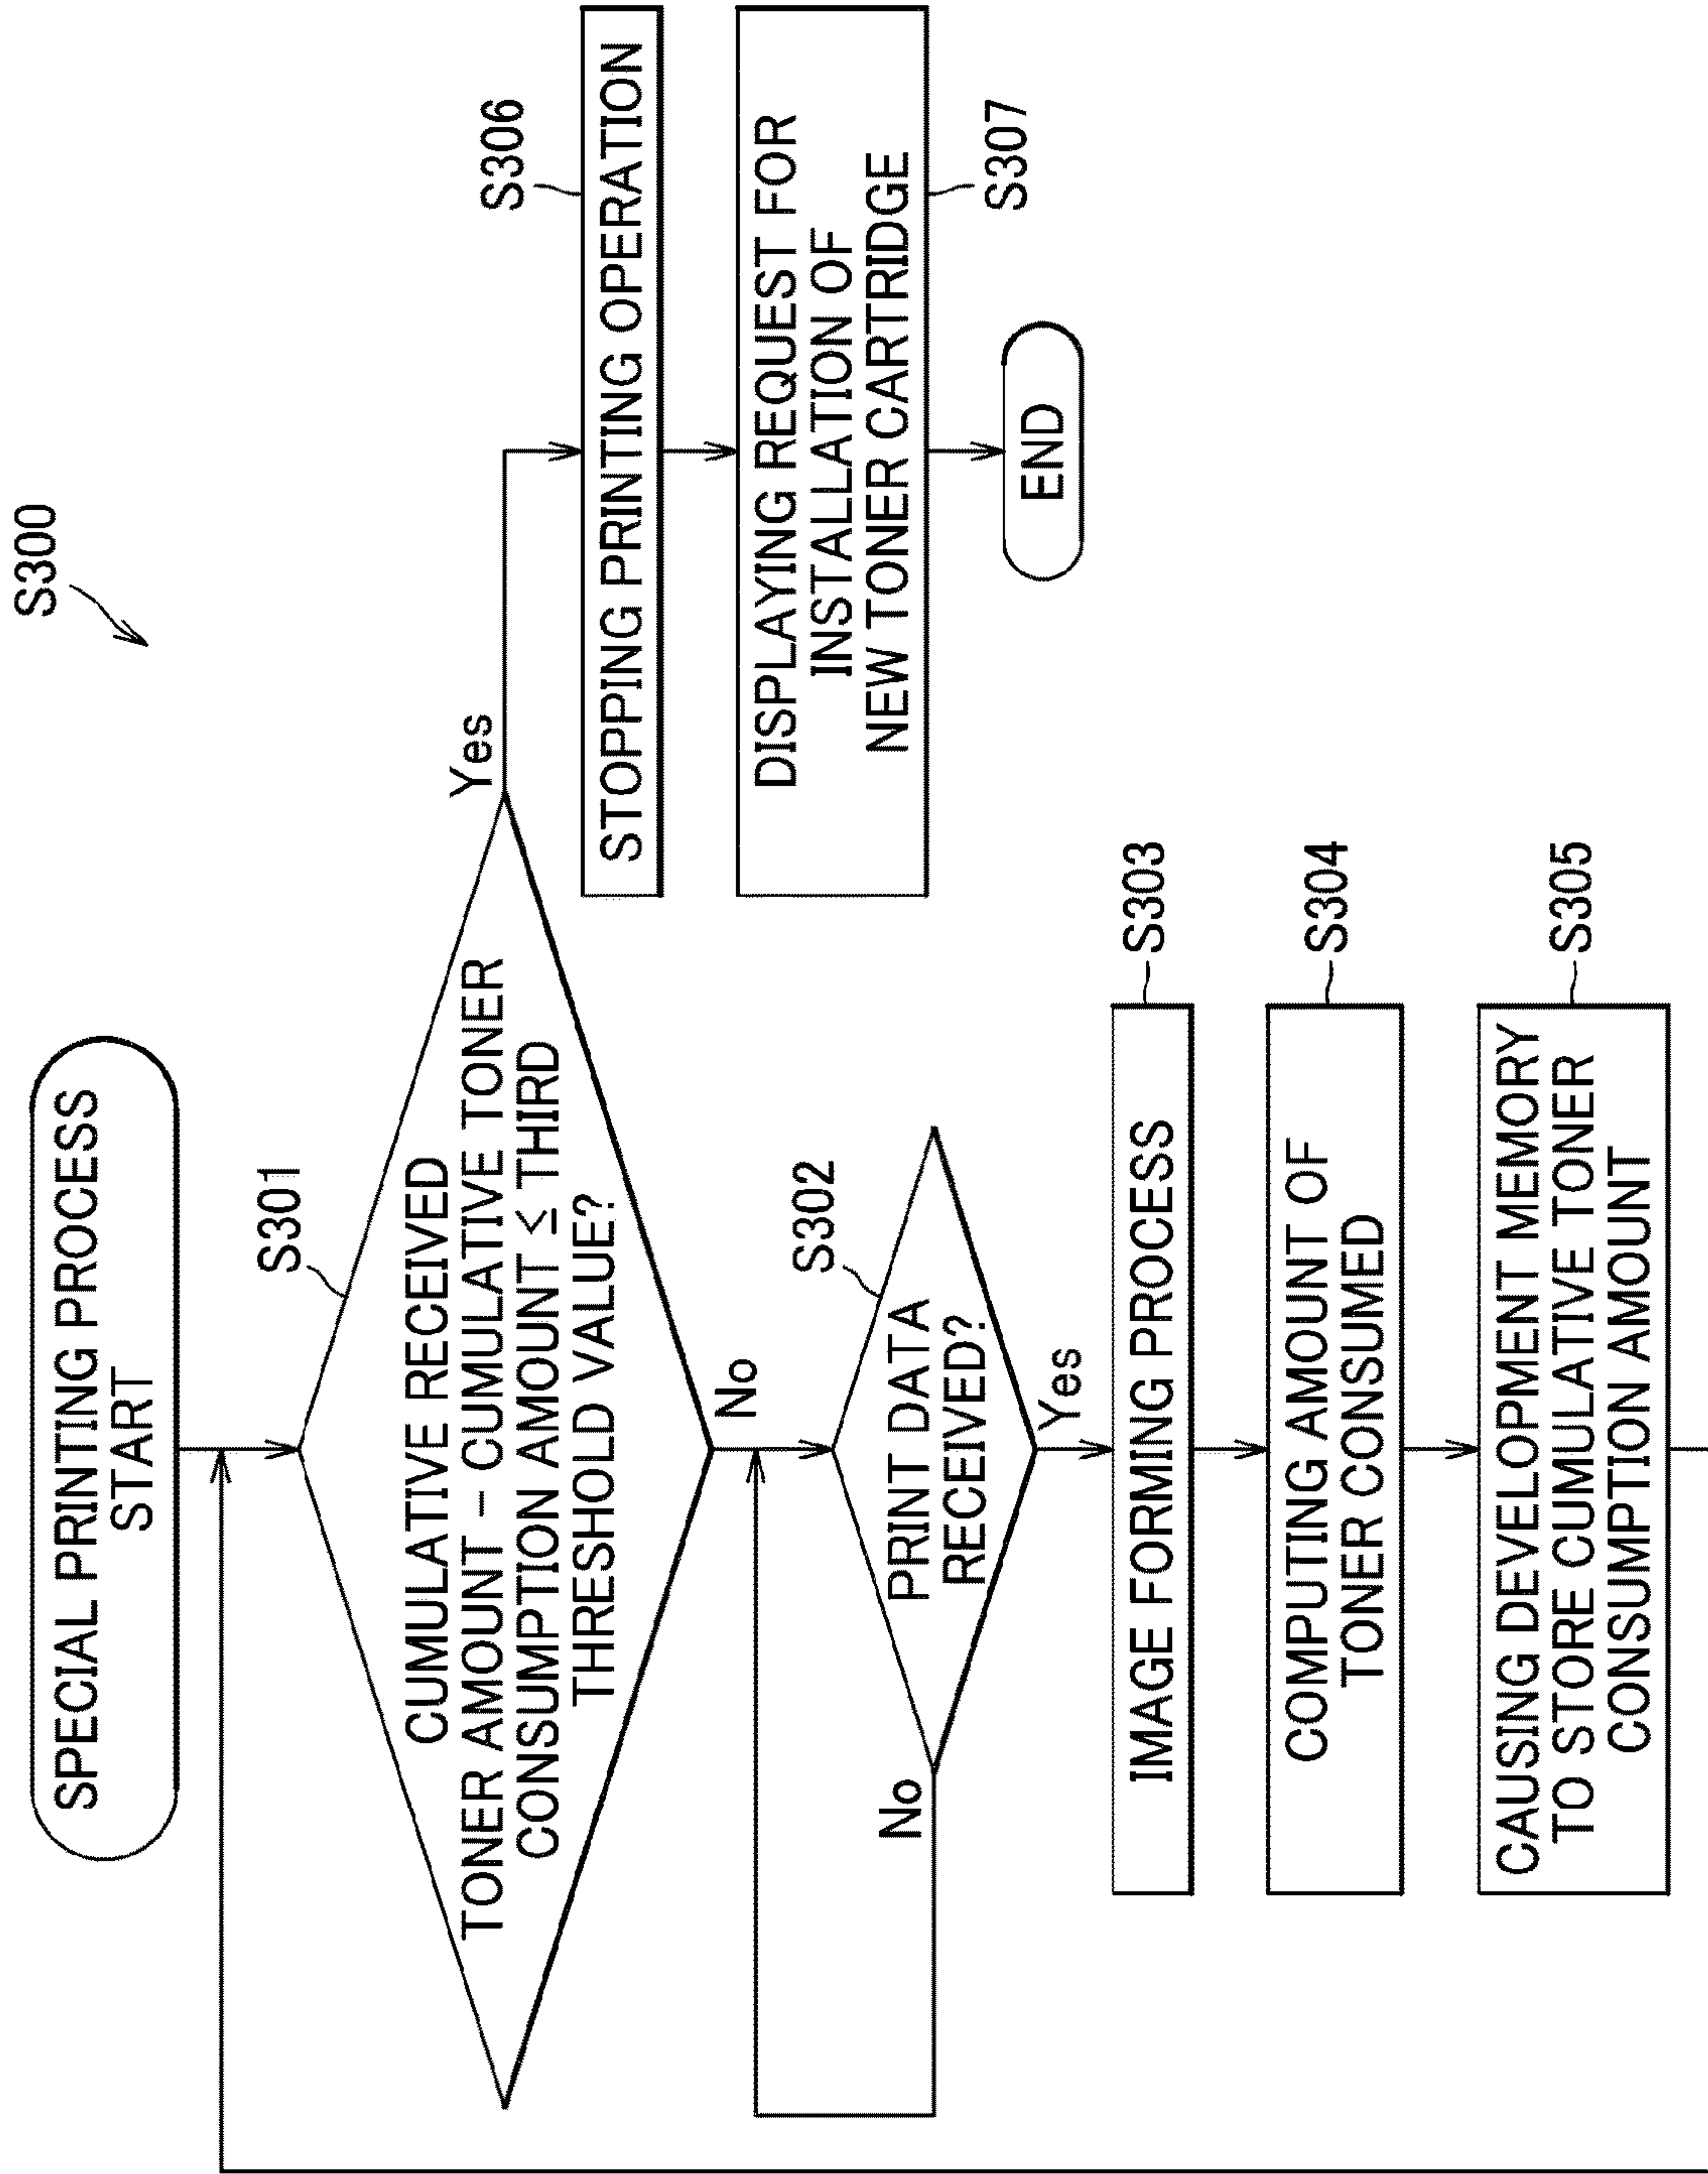 S300
SPECIAL PRINTING PROCESS
START
S301
CUMULATIVE RECEIVED
TONER AMOUNT – CUMULATIVE TONER
CONSUMPTION AMOUNT ≤ THIRD
THRESHOLD VALUE?
Yes
No
S306
STOPPING PRINTING OPERATION
DISPLAYING REQUEST FOR
INSTALLATION OF
NEW TONER CARTRIDGE
S307
END
S302
PRINT DATA
RECEIVED?
No
Yes
S303
IMAGE FORMING PROCESS
S304
COMPUTING AMOUNT OF
TONER CONSUMED
S305
CAUSING DEVELOPMENT MEMORY
TO STORE CUMULATIVE TONER
CONSUMPTION AMOUNT